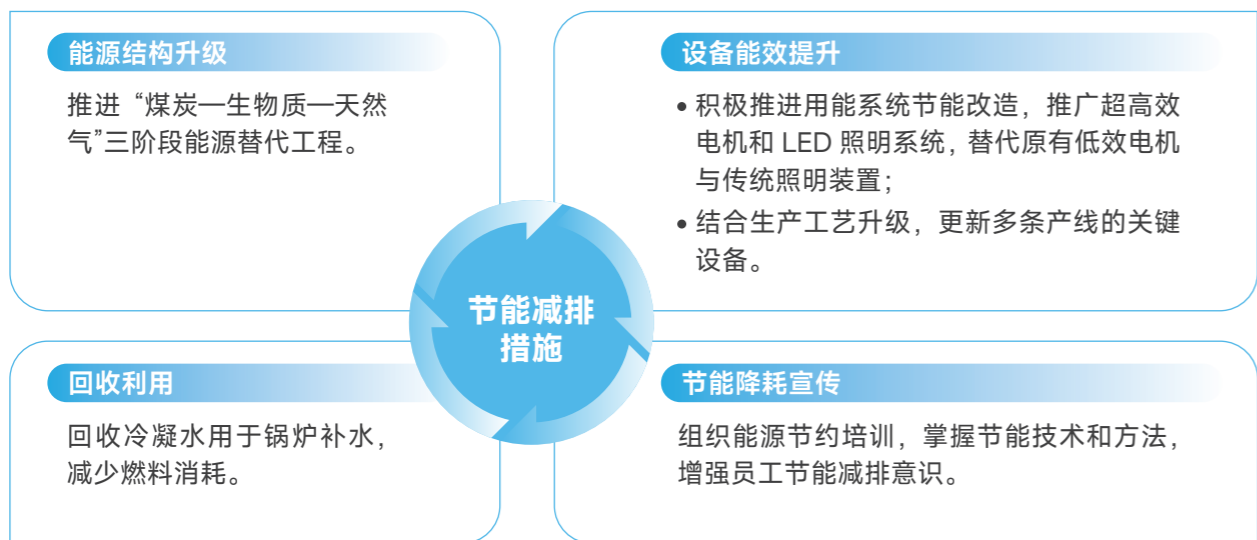 能源结构升级
推进“煤炭—生物质—天然
气”三阶段能源替代工程。
设备能效提升
• 积极推进用能系统节能改造，推广超高效
电机和 LED 照明系统，替代原有低效电机
与传统照明装置；
• 结合生产工艺升级，更新多条产线的关键
设备。
节能减排
措施
回收利用
回收冷凝水用于锅炉补水，
减少燃料消耗。
节能降耗宣传
组织能源节约培训，掌握节能技术和方法，
增强员工节能减排意识。